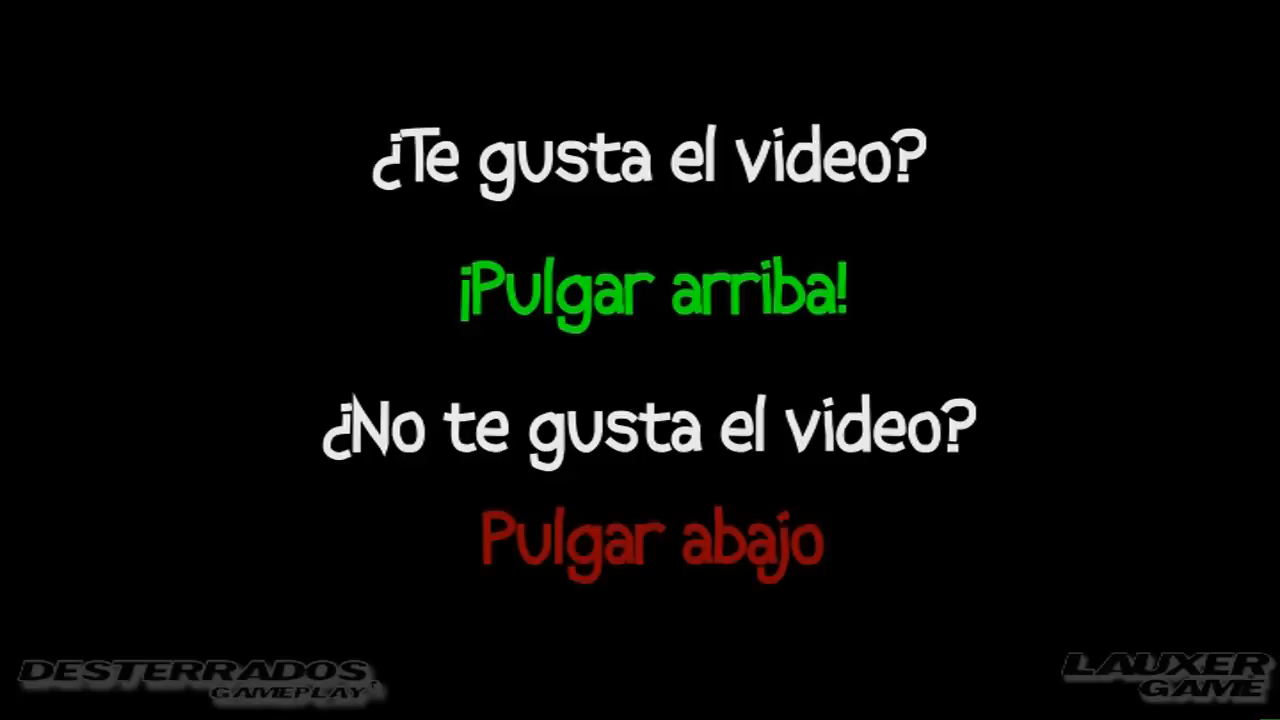 ¿Te gusta el video?
¡Pulgar arriba!
¿No te gusta el video?
Pulgar abajo
DESTERRADOS
GAMEPLAY
LAUXER
GAME